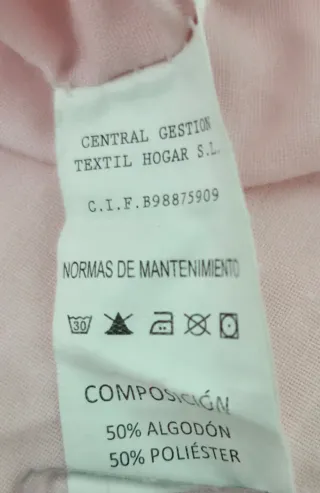 CENTRAL GESTION
TEXTIL HOGAR S.L.
C.I.F.B98875909
NORMAS DE MANTENIMIENTO
30
COMPOSICIÓN
50% ALGODÓN
50% POLIÉSTER